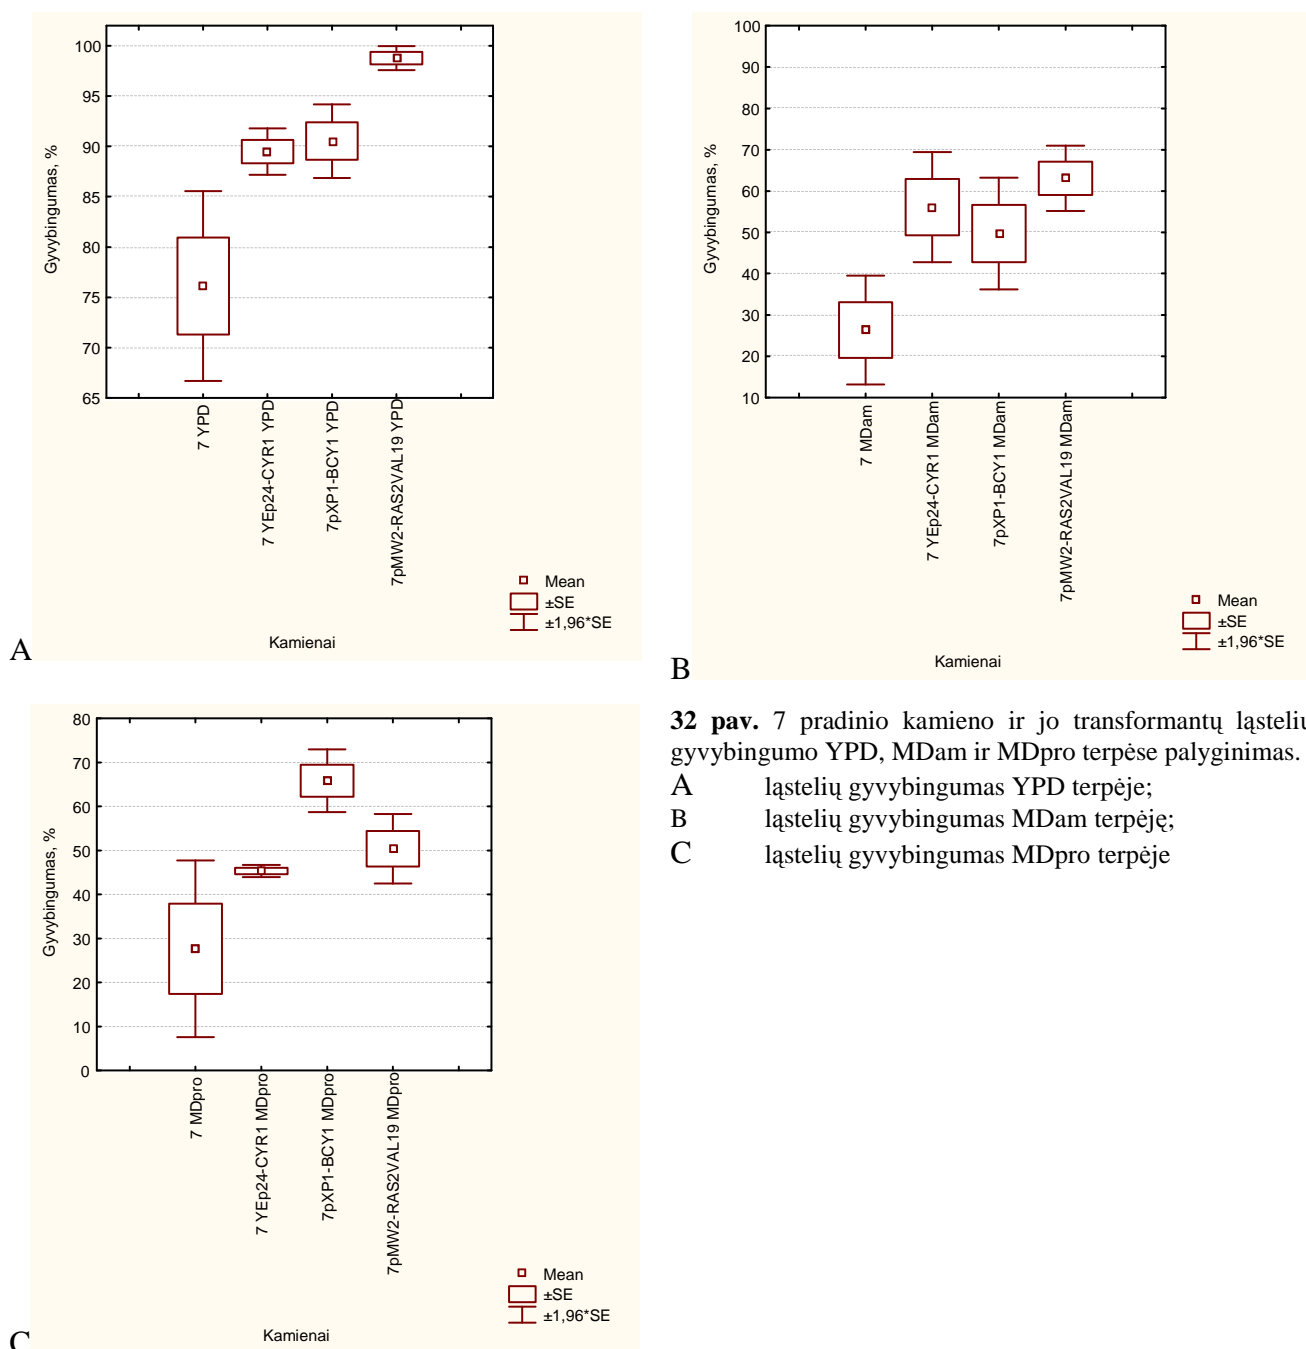 100
95
90
85
80
75
70
65
Gyvybingumas, %
7 YPD
7 YEp24-CYR1 YPD
7pXP1-BCY1 YPD
7pMW2-RAS2VAL19 YPD
Mean
±SE
±1,96*SE
Kamienai
A
100
90
80
70
60
50
40
30
20
10
Gyvybingumas, %
7 MDam
7 YEp24-CYR1 MDam
7pXP1-BCY1 MDam
7pMW2-RAS2VAL19 MDam
Mean
±SE
±1,96*SE
Kamienai
B
80
70
60
50
40
30
20
10
0
Gyvybingumas, %
7 MDpro
7 YEp24-CYR1 MDpro
7pXP1-BCY1 MDpro
7pMW2-RAS2VAL19 MDpro
Mean
±SE
±1,96*SE
Kamienai
C
32 pav. 7 pradinio kamieno ir jo transformantų ląstelių
gyvybingumo YPD, MDam ir MDpro terpėse palyginimas.
A ląstelių gyvybingumas YPD terpėje;
B ląstelių gyvybingumas MDam terpėję;
C ląstelių gyvybingumas MDpro terpėje